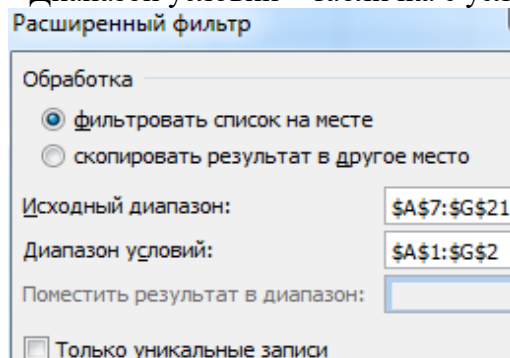 Расширенный фильтр
Обработка
фильтровать список на месте
скопировать результат в другое место
Исходный диапазон: $A$7:$G$21
Диапазон условий: $A$1:$G$2
Поместить результат в диапазон:
Только уникальные записи